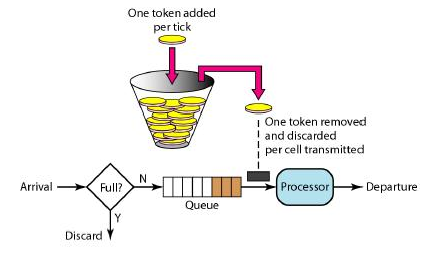 One token added
per tick
One token removed
and discarded
per cell transmitted
Arrival
Full?
N
Queue
Processor
Departure
Y
Discard